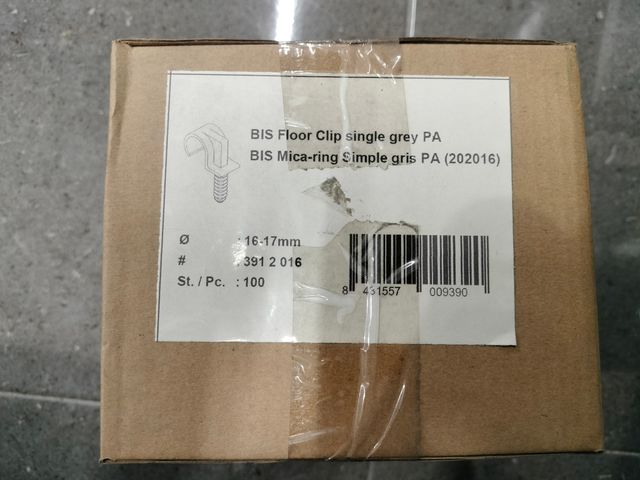 BIS Floor Clip single grey PA
BIS Mica-ring Simple gris PA (202016)
Ø : 16-17mm
# : 391 2 016
St. / Pc. : 100
8 431557 009390